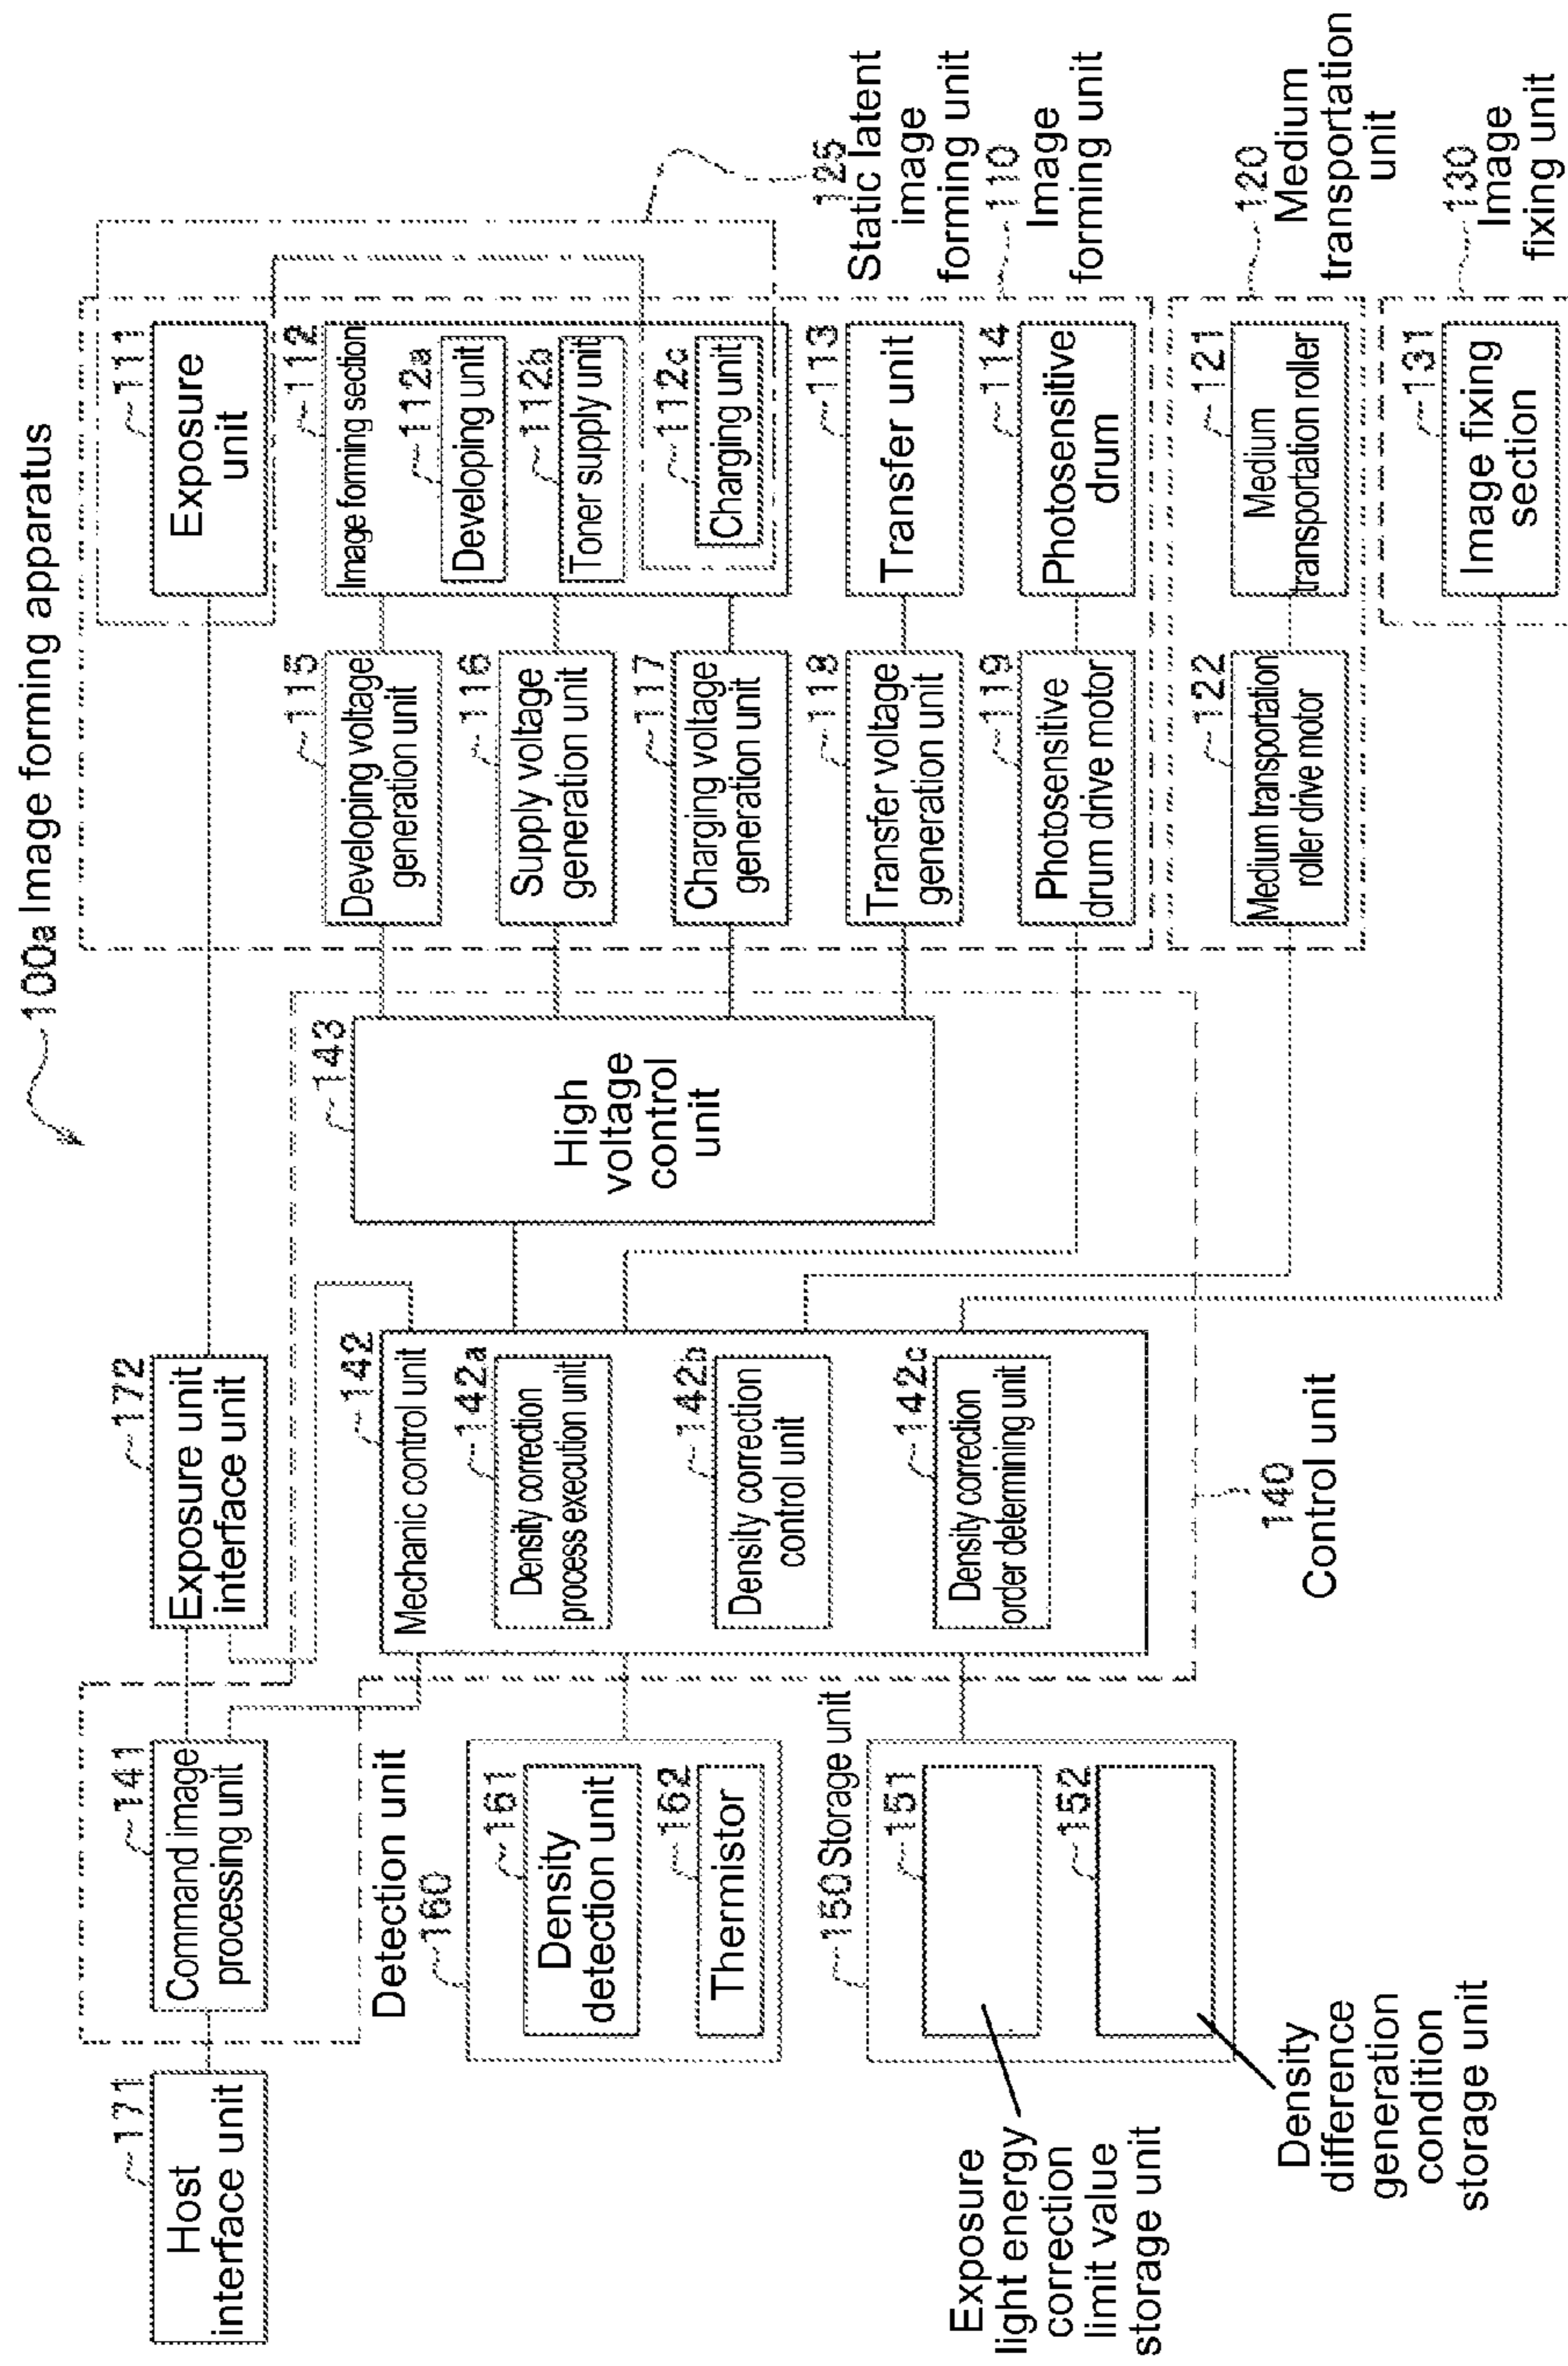 100a Image forming apparatus
171
Host
interface unit
141
Command image
processing unit
172
Exposure unit
interface unit
111
Exposure
unit
125
Static latent
image
forming unit
110
Image
forming unit
120
Medium
transportation
unit
130
Image
fixing unit
Detection unit
160
161
Density
detection unit
162
Thermistor
150 Storage unit
151
152
Exposure
light energy
correction
limit value
storage unit
Density
difference
generation
condition
storage unit
142
Mechanic control unit
142a
Density correction
process execution unit
142b
Density correction
control unit
142c
Density correction
order determining unit
140
Control unit
143
High
voltage
control
unit
115
Developing voltage
generation unit
116
Supply voltage
generation unit
117
Charging voltage
generation unit
118
Transfer voltage
generation unit
119
Photosensitive
drum drive motor
122
Medium transportation
roller drive motor
112
Image forming section
112a
Developing unit
112b
Toner supply unit
112c
Charging unit
113
Transfer unit
114
Photosensitive
drum
121
Medium
transportation roller
131
Image fixing
section